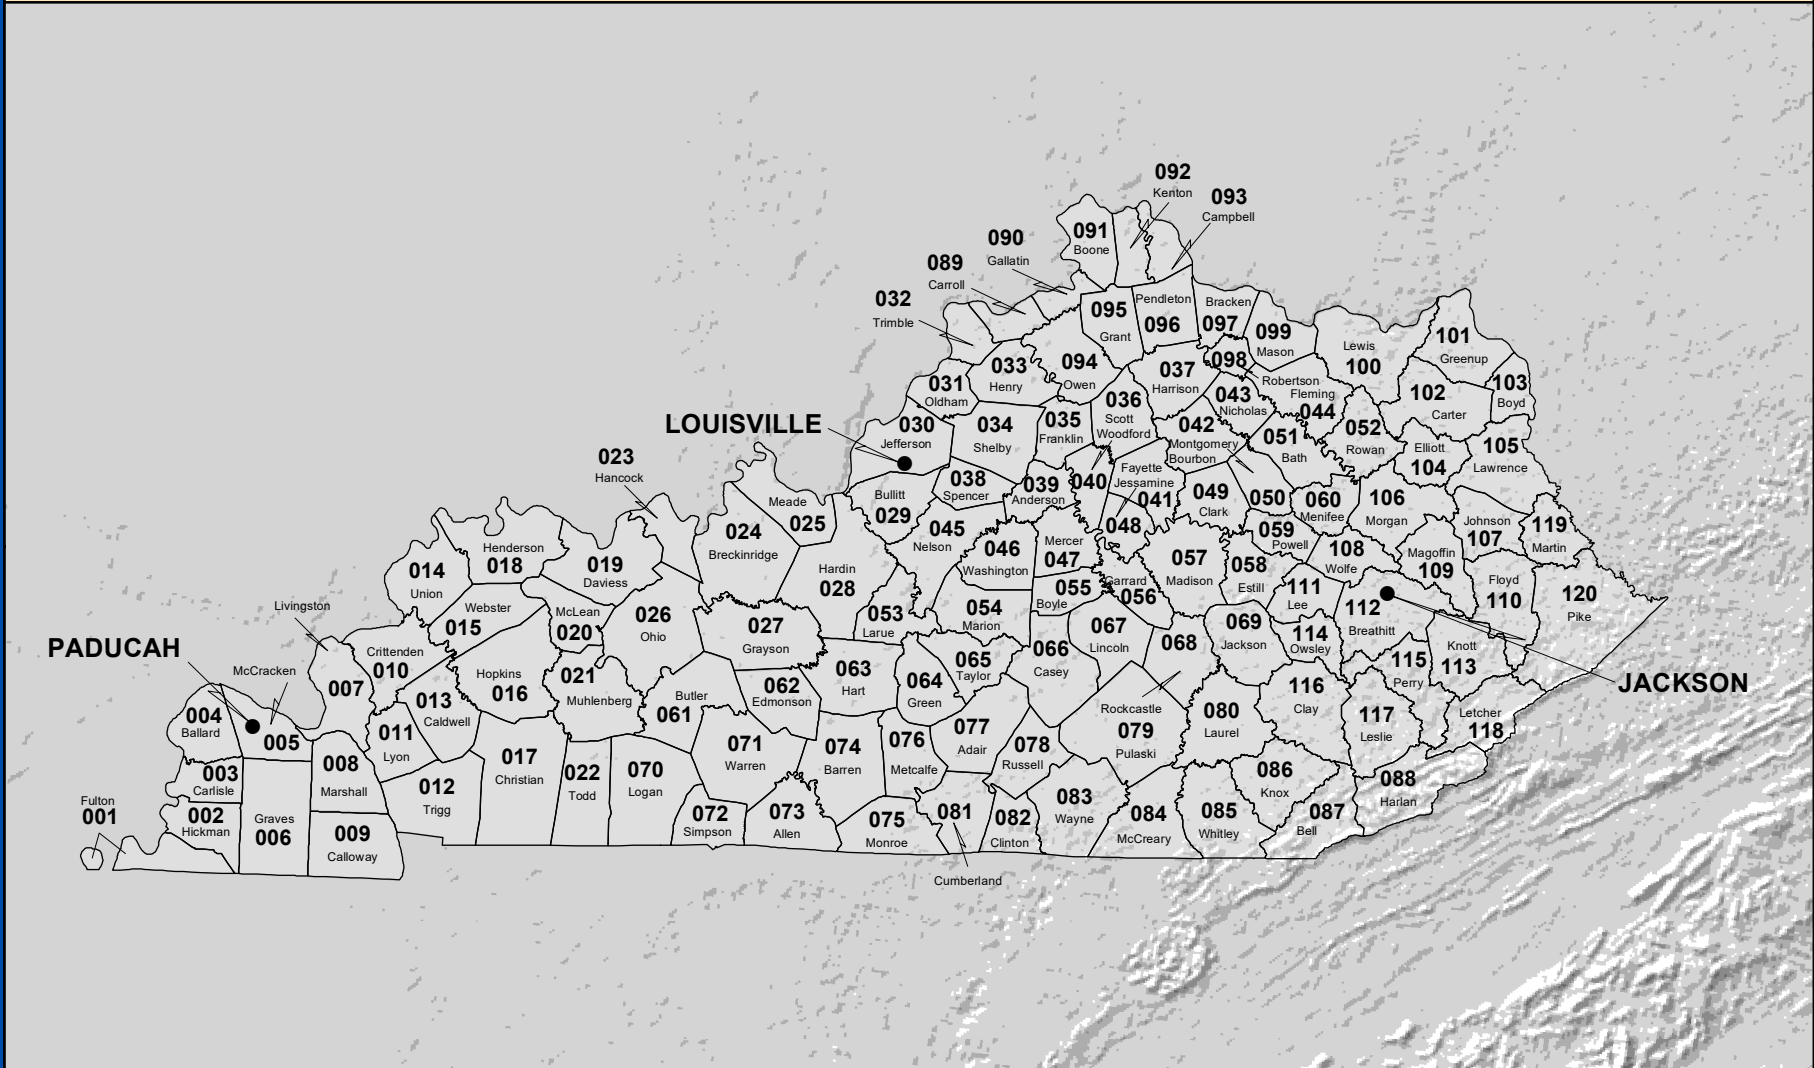 092
Kenton
093
Campbell
091
Boone
090
Gallatin
089
Carroll
032
Trimble
095
Grant
Pendleton
096
Bracken
097
099
Mason
Lewis
100
101
Greenup
033
Henry
094
Owen
037
Harrison
098
Robertson
Fleming
044
102
Carter
103
Boyd
031
Oldham
036
Scott
Woodford
043
Nicholas
LOUISVILLE
030
Jefferson
034
Shelby
035
Franklin
042
Montgomery
Bourbon
051
Bath
052
Rowan
Elliott
104
105
Lawrence
023
Hancock
038
Spencer
039
Anderson
040
Fayette
Jessamine
041
049
Clark
050
060
Menifee
106
Morgan
Meade
025
Bullitt
029
024
Breckinridge
045
Nelson
048
059
Powell
Johnson
107
119
Martin
Henderson
018
019
Daviess
014
Union
Hardin
028
046
Washington
Mercer
047
057
Madison
058
Estill
108
Wolfe
Magoffin
109
Floyd
110
120
Pike
055
Boyle
Garrard
056
111
Lee
112
Breathitt
Livingston
Webster
015
McLean
020
026
Ohio
027
Grayson
053
Larue
054
Marion
067
Lincoln
068
069
Jackson
114
Owsley
Knott
113
PADUCAH
McCracken
Crittenden
010
007
Hopkins
016
021
Muhlenberg
063
Hart
065
Taylor
066
Casey
115
Perry
JACKSON
062
Edmonson
064
Green
116
Clay
013
Caldwell
Butler
061
Rockcastle
079
Pulaski
080
Laurel
117
Leslie
Letcher
118
004
Ballard
005
011
Lyon
071
Warren
074
Barren
076
Metcalfe
077
Adair
078
Russell
003
Carlisle
008
Marshall
017
Christian
022
Todd
070
Logan
086
Knox
088
Harlan
Fulton
001
002
Hickman
Graves
006
012
Trigg
009
Calloway
072
Simpson
073
Allen
075
Monroe
081
082
Clinton
083
Wayne
084
McCreary
085
Whitley
087
Bell
Cumberland